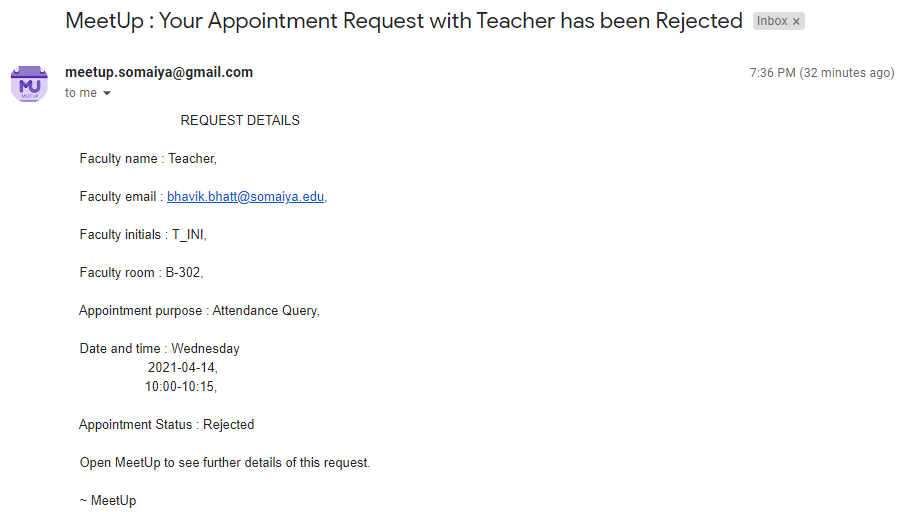 MeetUp : Your Appointment Request with Teacher has been Rejected Inbox ×
meetup.somaiya@gmail.com 7:36 PM (32 minutes ago)
to me
MU
MEET UP
REQUEST DETAILS
Faculty name : Teacher,
Faculty email : bhavik.bhatt@somaiya.edu,
Faculty initials : T_INI,
Faculty room : B-302,
Appointment purpose : Attendance Query,
Date and time : Wednesday
2021-04-14,
10:00-10:15,
Appointment Status : Rejected
Open MeetUp to see further details of this request.
~ MeetUp